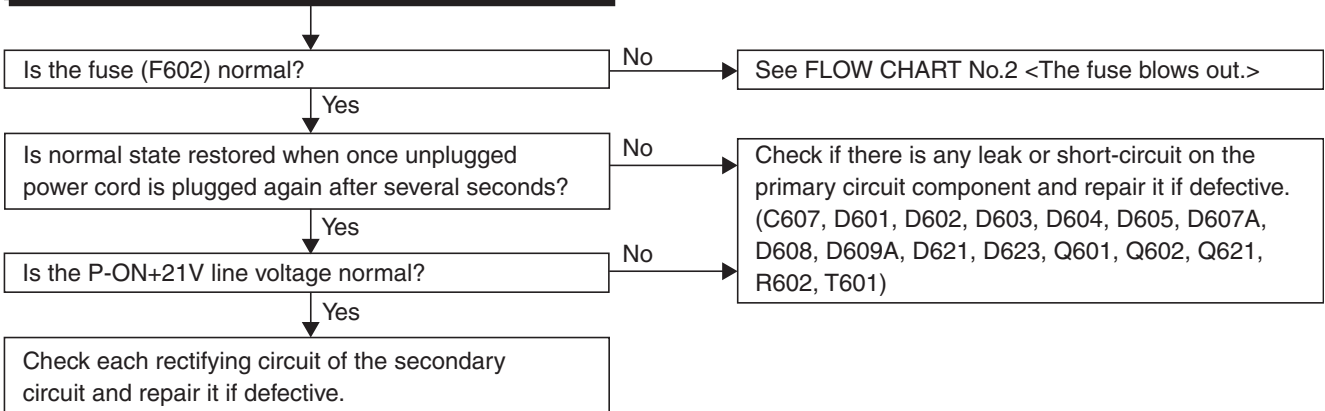 Is the fuse (F602) normal?
No
See FLOW CHART No.2 <The fuse blows out.>
Yes
Is normal state restored when once unplugged
power cord is plugged again after several seconds?
No
Check if there is any leak or short-circuit on the
primary circuit component and repair it if defective.
(C607, D601, D602, D603, D604, D605, D607A,
D608, D609A, D621, D623, Q601, Q602, Q621,
R602, T601)
Yes
Is the P-ON+21V line voltage normal?
No
Yes
Check each rectifying circuit of the secondary
circuit and repair it if defective.